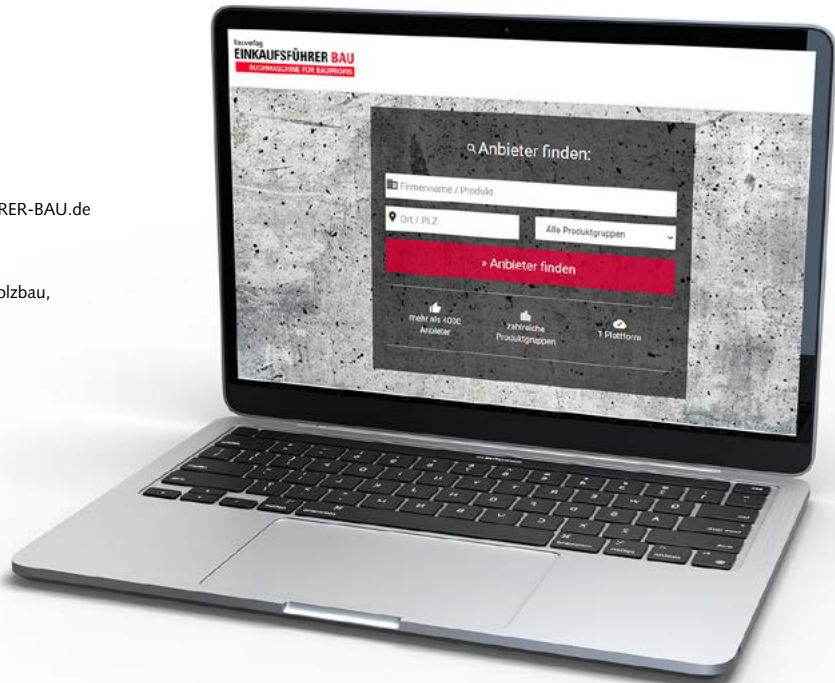 RER-BAU.de
olzbau,
Bauverlag
EINKAUFSFÜHRER BAU
SUCHMASCHINE FÜR BAUPROFIS
Anbieter finden:
Firmenname / Produkt
Ort / PLZ
Alle Produktgruppen
» Anbieter finden
mehr als 4000
Anbieter
zahlreiche
Produktgruppen
1 Plattform